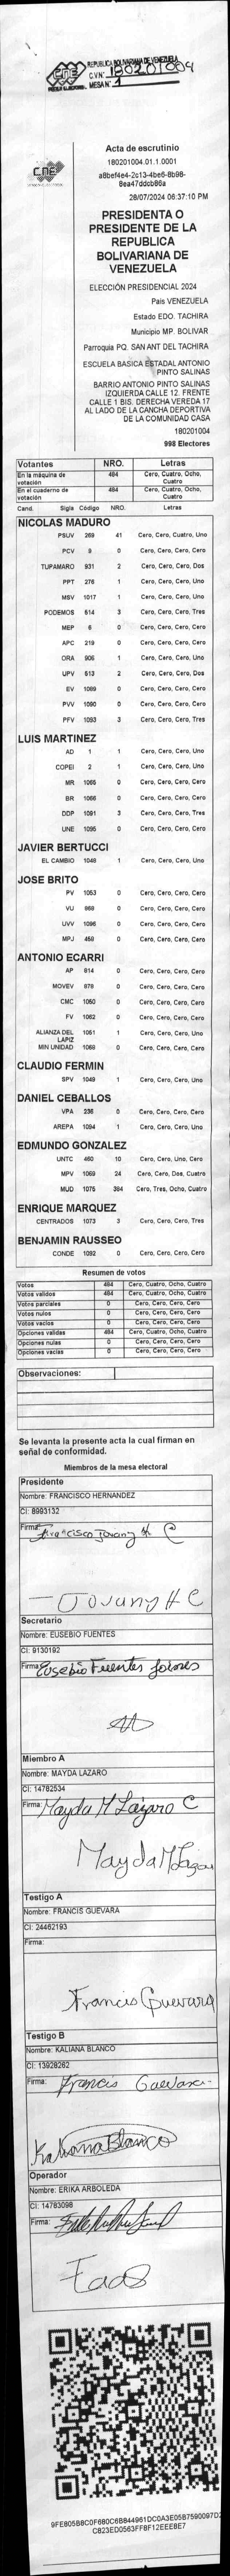 CNE
REPÚBLICA BOLIVARIANA DE VENEZUELA
C.V.Nº 180201004
MESA Nº 1
PODER ELECTORAL
CNE
Acta de escrutinio
180201004.01.1.0001
a8bef4e4-2c13-4be6-8b98-
8ea47ddcb86a
28/07/2024 06:37:10 PM
PRESIDENTA O
PRESIDENTE DE LA
REPUBLICA
BOLIVARIANA DE
VENEZUELA
ELECCIÓN PRESIDENCIAL 2024
Pais VENEZUELA
Estado EDO. TACHIRA
Municipio MP. BOLIVAR
Parroquia PQ. SAN ANT DEL TACHIRA
ESCUELA BASICA ESTADAL ANTONIO
PINTO SALINAS
BARRIO ANTONIO PINTO SALINAS
IZQUIERDA CALLE 12. FRENTE
CALLE 1 BIS. DERECHA VEREDA 17
AL LADO DE LA CANCHA DEPORTIVA
DE LA COMUNIDAD CASA
180201004
998 Electores
Votantes NRO. Letras
En la máquina de votación 484 Cero, Cuatro, Ocho, Cuatro
En el cuaderno de votación 484 Cero, Cuatro, Ocho, Cuatro
Cand. Sigla Código NRO. Letras
NICOLAS MADURO
PSUV 269 41 Cero, Cero, Cuatro, Uno
PCV 9 0 Cero, Cero, Cero, Cero
TUPAMARO 931 2 Cero, Cero, Cero, Dos
PPT 276 1 Cero, Cero, Cero, Uno
MSV 1017 1 Cero, Cero, Cero, Uno
PODEMOS 514 3 Cero, Cero, Cero, Tres
MEP 6 0 Cero, Cero, Cero, Cero
APC 219 0 Cero, Cero, Cero, Cero
ORA 906 1 Cero, Cero, Cero, Uno
UPV 513 2 Cero, Cero, Cero, Dos
EV 1089 0 Cero, Cero, Cero, Cero
PVV 1090 0 Cero, Cero, Cero, Cero
PFV 1093 3 Cero, Cero, Cero, Tres
LUIS MARTINEZ
AD 1 1 Cero, Cero, Cero, Uno
COPEI 2 1 Cero, Cero, Cero, Uno
MR 1065 0 Cero, Cero, Cero, Cero
BR 1066 0 Cero, Cero, Cero, Cero
DDP 1091 3 Cero, Cero, Cero, Tres
UNE 1095 0 Cero, Cero, Cero, Cero
JAVIER BERTUCCI
EL CAMBIO 1048 1 Cero, Cero, Cero, Uno
JOSE BRITO
PV 1053 0 Cero, Cero, Cero, Cero
VU 968 0 Cero, Cero, Cero, Cero
UVV 1096 0 Cero, Cero, Cero, Cero
MPJ 458 0 Cero, Cero, Cero, Cero
ANTONIO ECARRI
AP 814 0 Cero, Cero, Cero, Cero
MOVEV 879 0 Cero, Cero, Cero, Cero
CMC 1050 0 Cero, Cero, Cero, Cero
FV 1062 0 Cero, Cero, Cero, Cero
ALIANZA DEL LAPIZ 1051 1 Cero, Cero, Cero, Uno
MIN UNIDAD 1068 0 Cero, Cero, Cero, Cero
CLAUDIO FERMIN
SPV 1049 1 Cero, Cero, Cero, Uno
DANIEL CEBALLOS
VPA 236 0 Cero, Cero, Cero, Cero
AREPA 1094 1 Cero, Cero, Cero, Uno
EDMUNDO GONZALEZ
UNTC 460 10 Cero, Cero, Uno, Cero
MPV 1069 24 Cero, Cero, Dos, Cuatro
MUD 1075 384 Cero, Tres, Ocho, Cuatro
ENRIQUE MARQUEZ
CENTRADOS 1073 3 Cero, Cero, Cero, Tres
BENJAMIN RAUSSEO
CONDE 1092 0 Cero, Cero, Cero, Cero
Resumen de votos
Votos 484 Cero, Cuatro, Ocho, Cuatro
Votos validos 484 Cero, Cuatro, Ocho, Cuatro
Votos parciales 0 Cero, Cero, Cero, Cero
Votos nulos 0 Cero, Cero, Cero, Cero
Votos vacios 0 Cero, Cero, Cero, Cero
Opciones validas 484 Cero, Cuatro, Ocho, Cuatro
Opciones nulas 0 Cero, Cero, Cero, Cero
Opciones vacias 0 Cero, Cero, Cero, Cero
Observaciones:
Se levanta la presente acta la cual firman en
señal de conformidad.
Miembros de la mesa electoral
Presidente
Nombre: FRANCISCO HERNANDEZ
CI: 8993132
Firma: Francisco Jovany H C
Jovany H C
Secretario
Nombre: EUSEBIO FUENTES
CI: 9130192
Firma: Eusebio Fuentes
Miembro A
Nombre: MAYDA LAZARO
CI: 14782534
Firma: Mayda M Lázaro C
Mayda M Lázaro
Testigo A
Nombre: FRANCIS GUEVARA
CI: 24462193
Firma:
Francis Guevara
Testigo B
Nombre: KALIANA BLANCO
CI: 13928262
Firma: Francis Guevara
Kaliana Blanco
Operador
Nombre: ERIKA ARBOLEDA
CI: 14783098
Firma:
9FE805B8C0F680C6B844961DC0A3E05B7590097D2
C823ED0563FF8F12EEE8E7